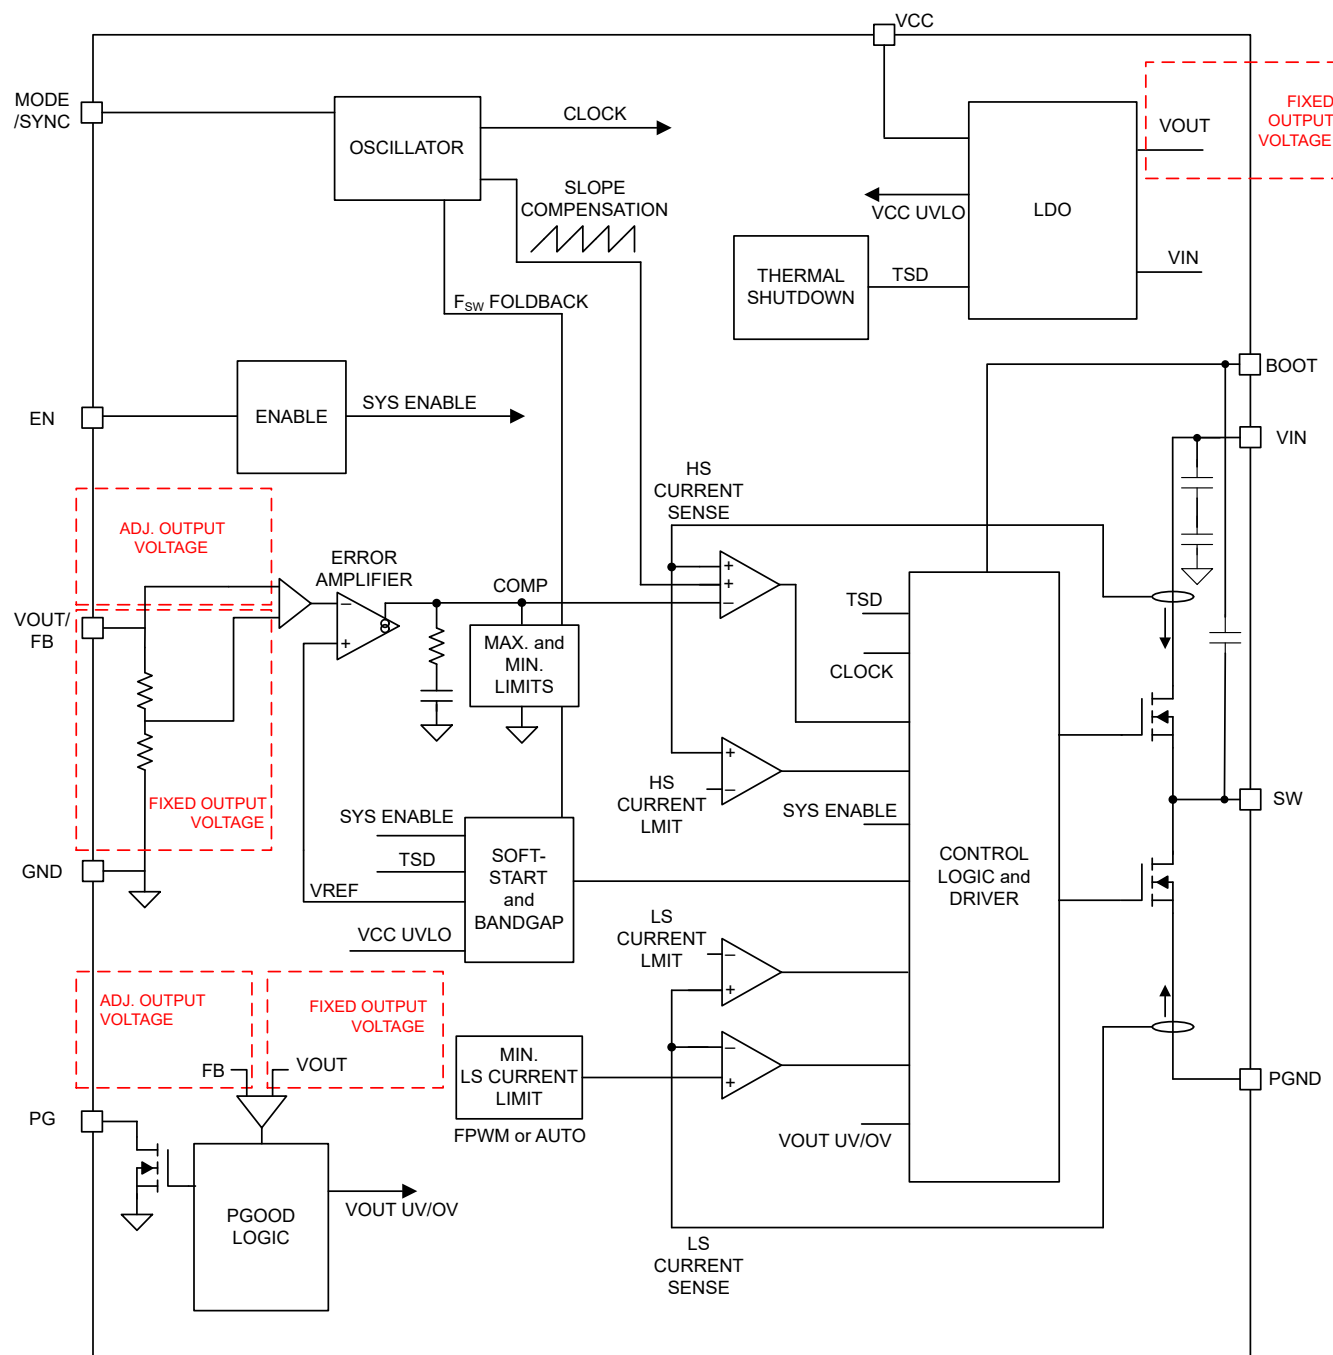 VCC
MODE
/SYNC
OSCILLATOR
CLOCK
SLOPE
COMPENSATION
FSW FOLDBACK
VCC UVLO
LDO
VOUT
FIXED
OUTPUT
VOLTAGE
VIN
THERMAL
SHUTDOWN
TSD
EN
ENABLE
SYS ENABLE
BOOT
VIN
HS
CURRENT
SENSE
ADJ. OUTPUT
VOLTAGE
ERROR
AMPLIFIER
COMP
VOUT/
FB
−
+
+
+
−
MAX. and
MIN.
LIMITS
TSD
CLOCK
FIXED OUTPUT
VOLTAGE
HS
CURRENT
LMIT
+
−
SYS ENABLE
SW
GND
SYS ENABLE
TSD
VREF
VCC UVLO
SOFT-
START
and
BANDGAP
CONTROL
LOGIC and
DRIVER
LS
CURRENT
LMIT
−
+
ADJ. OUTPUT
VOLTAGE
FIXED OUTPUT
VOLTAGE
FB
VOUT
MIN.
LS CURRENT
LIMIT
FPWM or AUTO
−
+
PGND
PG
VOUT UV/OV
PGOOD
LOGIC
VOUT UV/OV
LS
CURRENT
SENSE